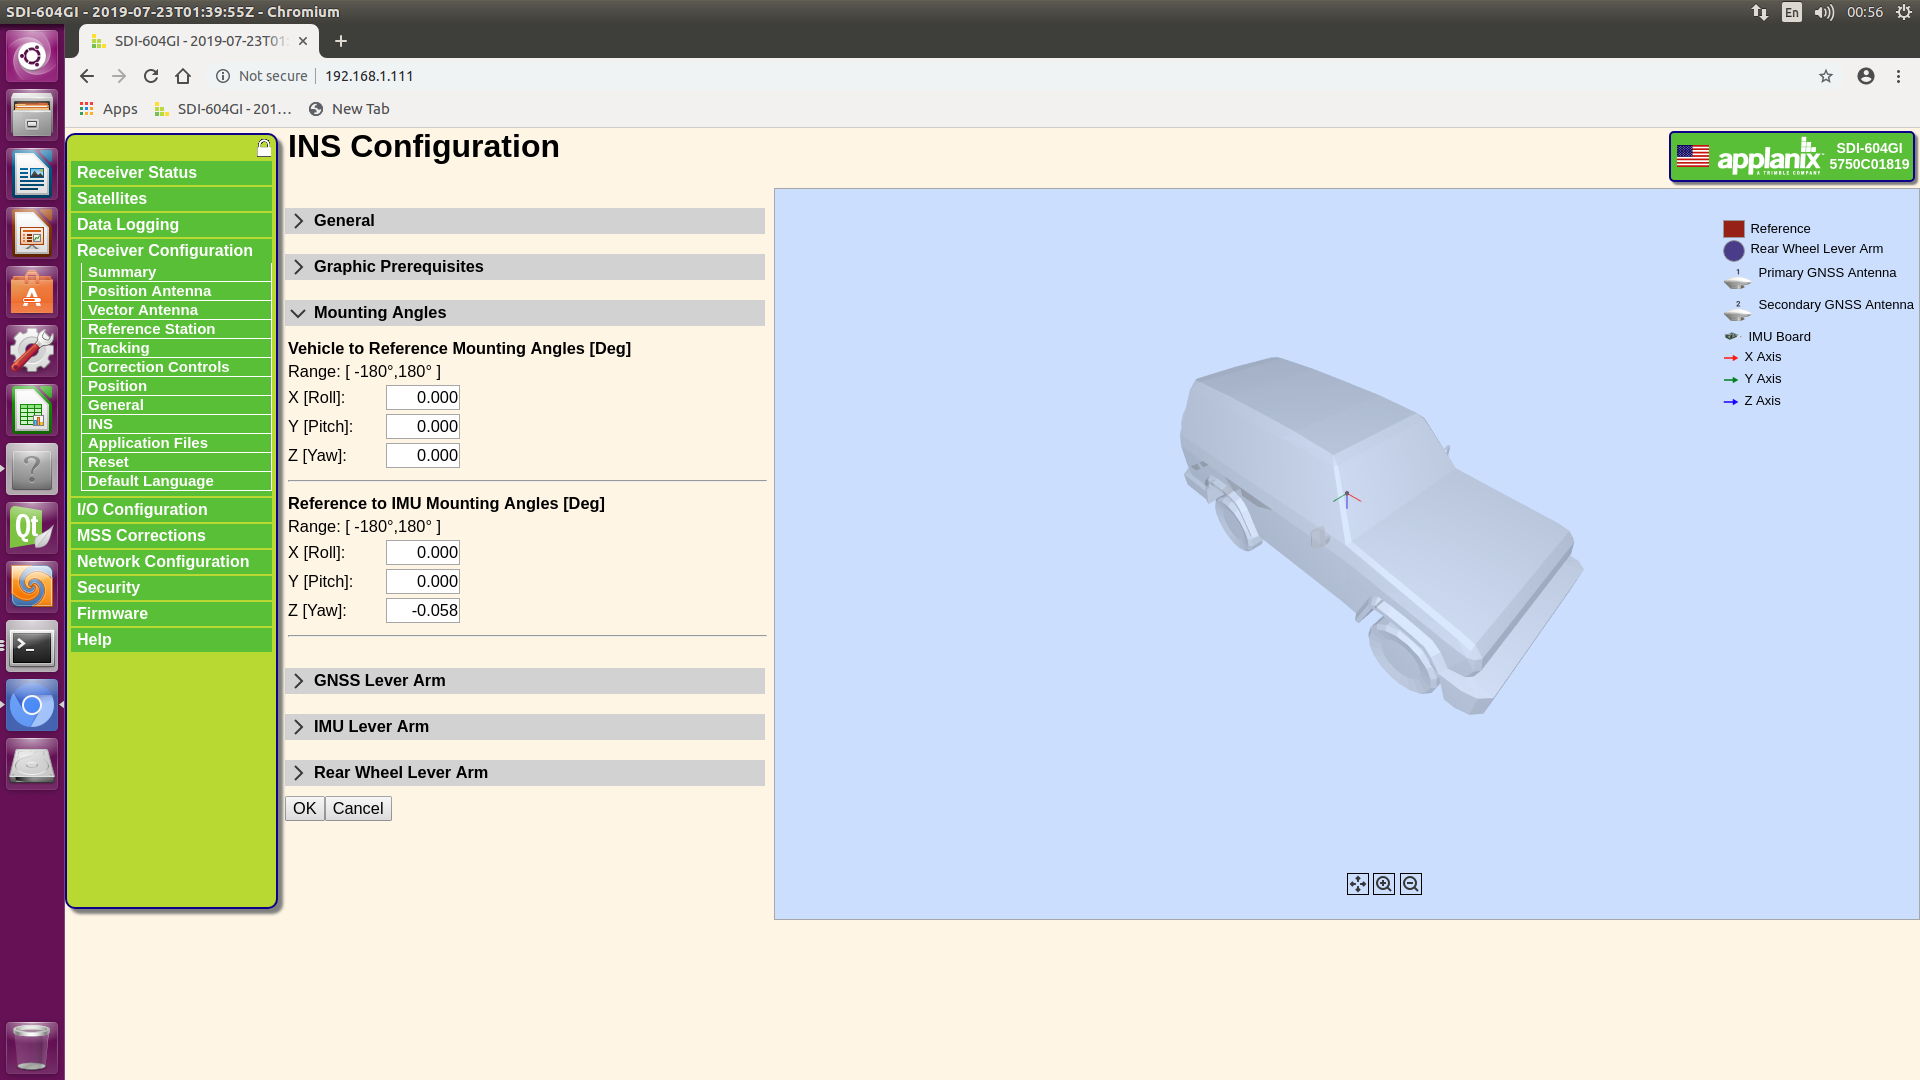 SDI-604GI - 2019-07-23T01:39:55Z - Chromium
En
00:56
SDI-604GI - 2019-07-23T01:
Not secure
192.168.1.111
Apps
SDI-604GI - 201...
New Tab
INS Configuration
applanix
A TRIMBLE COMPANY
SDI-604GI
5750C01819
Receiver Status
Satellites
Data Logging
Receiver Configuration
Summary
Position Antenna
Vector Antenna
Reference Station
Tracking
Correction Controls
Position
General
INS
Application Files
Reset
Default Language
I/O Configuration
MSS Corrections
Network Configuration
Security
Firmware
Help
General
Graphic Prerequisites
Mounting Angles
Vehicle to Reference Mounting Angles [Deg]
Range: [ -180°,180° ]
X [Roll]: 0.000
Y [Pitch]: 0.000
Z [Yaw]: 0.000
Reference to IMU Mounting Angles [Deg]
Range: [ -180°,180° ]
X [Roll]: 0.000
Y [Pitch]: 0.000
Z [Yaw]: -0.058
GNSS Lever Arm
IMU Lever Arm
Rear Wheel Lever Arm
OK
Cancel
Reference
Rear Wheel Lever Arm
1 Primary GNSS Antenna
2 Secondary GNSS Antenna
IMU Board
X Axis
Y Axis
Z Axis
Qt